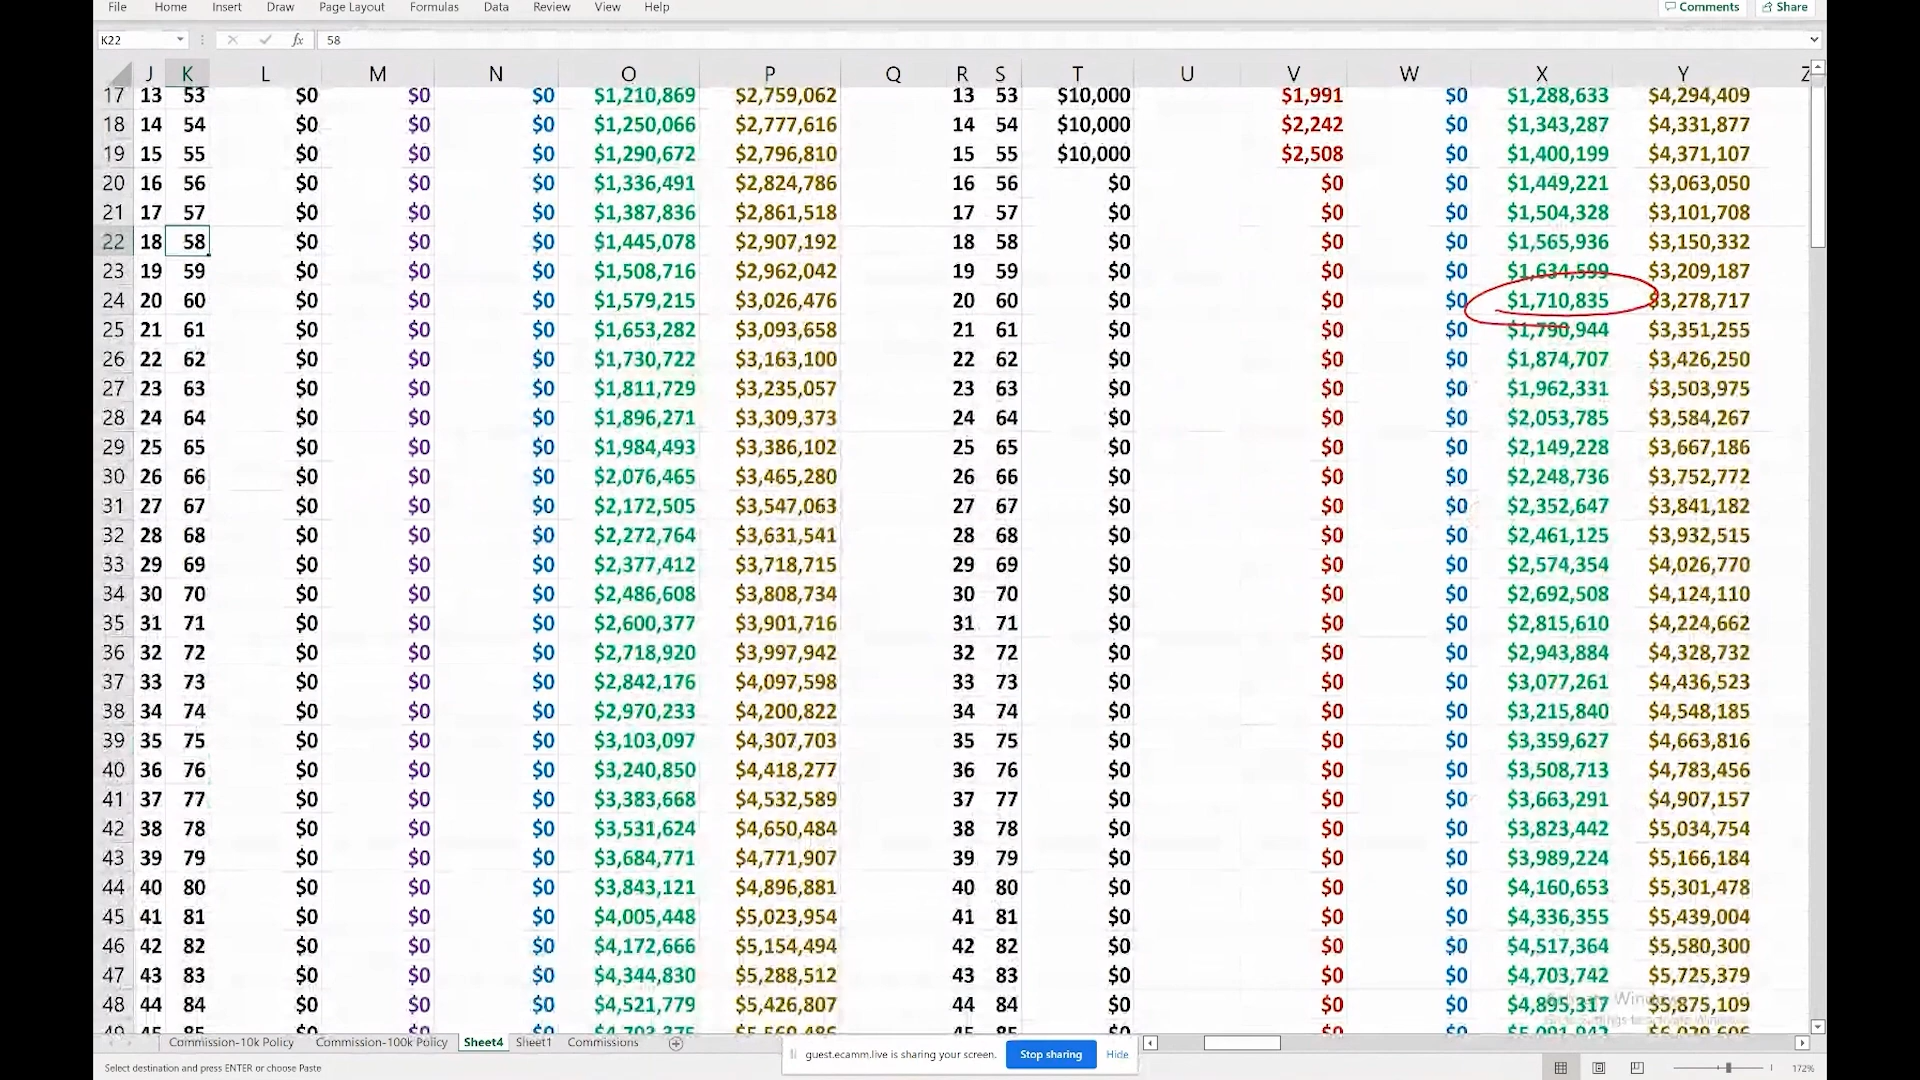 File Home Insert Draw Page Layout Formulas Data Review View Help Comments Share
K22 fx 58
J K L M N O P Q R S T U V W X Y Z
17 13 53 $0 $0 $0 $1,210,869 $2,759,062 13 53 $10,000 $1,991 $0 $1,288,633 $4,294,409
18 14 54 $0 $0 $0 $1,250,066 $2,777,616 14 54 $10,000 $2,242 $0 $1,343,287 $4,331,877
19 15 55 $0 $0 $0 $1,290,672 $2,796,810 15 55 $10,000 $2,508 $0 $1,400,199 $4,371,107
20 16 56 $0 $0 $0 $1,336,491 $2,824,786 16 56 $0 $0 $0 $1,449,221 $3,063,050
21 17 57 $0 $0 $0 $1,387,836 $2,861,518 17 57 $0 $0 $0 $1,504,328 $3,101,708
22 18 58 $0 $0 $0 $1,445,078 $2,907,192 18 58 $0 $0 $0 $1,565,936 $3,150,332
23 19 59 $0 $0 $0 $1,508,716 $2,962,042 19 59 $0 $0 $0 $1,634,599 $3,209,187
24 20 60 $0 $0 $0 $1,579,215 $3,026,476 20 60 $0 $0 $0 $1,710,835 $3,278,717
25 21 61 $0 $0 $0 $1,653,282 $3,093,658 21 61 $0 $0 $0 $1,790,944 $3,351,255
26 22 62 $0 $0 $0 $1,730,722 $3,163,100 22 62 $0 $0 $0 $1,874,707 $3,426,250
27 23 63 $0 $0 $0 $1,811,729 $3,235,057 23 63 $0 $0 $0 $1,962,331 $3,503,975
28 24 64 $0 $0 $0 $1,896,271 $3,309,373 24 64 $0 $0 $0 $2,053,785 $3,584,267
29 25 65 $0 $0 $0 $1,984,493 $3,386,102 25 65 $0 $0 $0 $2,149,228 $3,667,186
30 26 66 $0 $0 $0 $2,076,465 $3,465,280 26 66 $0 $0 $0 $2,248,736 $3,752,772
31 27 67 $0 $0 $0 $2,172,505 $3,547,063 27 67 $0 $0 $0 $2,352,647 $3,841,182
32 28 68 $0 $0 $0 $2,272,764 $3,631,541 28 68 $0 $0 $0 $2,461,125 $3,932,515
33 29 69 $0 $0 $0 $2,377,412 $3,718,715 29 69 $0 $0 $0 $2,574,354 $4,026,770
34 30 70 $0 $0 $0 $2,486,608 $3,808,734 30 70 $0 $0 $0 $2,692,508 $4,124,110
35 31 71 $0 $0 $0 $2,600,377 $3,901,716 31 71 $0 $0 $0 $2,815,610 $4,224,662
36 32 72 $0 $0 $0 $2,718,920 $3,997,942 32 72 $0 $0 $0 $2,943,884 $4,328,732
37 33 73 $0 $0 $0 $2,842,176 $4,097,598 33 73 $0 $0 $0 $3,077,261 $4,436,523
38 34 74 $0 $0 $0 $2,970,233 $4,200,822 34 74 $0 $0 $0 $3,215,840 $4,548,185
39 35 75 $0 $0 $0 $3,103,097 $4,307,703 35 75 $0 $0 $0 $3,359,627 $4,663,816
40 36 76 $0 $0 $0 $3,240,850 $4,418,277 36 76 $0 $0 $0 $3,508,713 $4,783,456
41 37 77 $0 $0 $0 $3,383,668 $4,532,589 37 77 $0 $0 $0 $3,663,291 $4,907,157
42 38 78 $0 $0 $0 $3,531,624 $4,650,484 38 78 $0 $0 $0 $3,823,442 $5,034,754
43 39 79 $0 $0 $0 $3,684,771 $4,771,907 39 79 $0 $0 $0 $3,989,224 $5,166,184
44 40 80 $0 $0 $0 $3,843,121 $4,896,881 40 80 $0 $0 $0 $4,160,653 $5,301,478
45 41 81 $0 $0 $0 $4,005,448 $5,023,954 41 81 $0 $0 $0 $4,336,355 $5,439,004
46 42 82 $0 $0 $0 $4,172,666 $5,154,494 42 82 $0 $0 $0 $4,517,364 $5,580,300
47 43 83 $0 $0 $0 $4,344,830 $5,288,512 43 83 $0 $0 $0 $4,703,742 $5,725,379
48 44 84 $0 $0 $0 $4,521,779 $5,426,807 44 84 $0 $0 $0 $4,895,317 $5,875,109
49 45 85 $0 $0 $0 45 85 $0 $0 $0
Commission-10k Policy Commission-100k Policy Sheet4 Sheet1 Commissions
guest.ecamm.live is sharing your screen. Stop sharing Hide
Select destination and press ENTER or choose Paste 172%